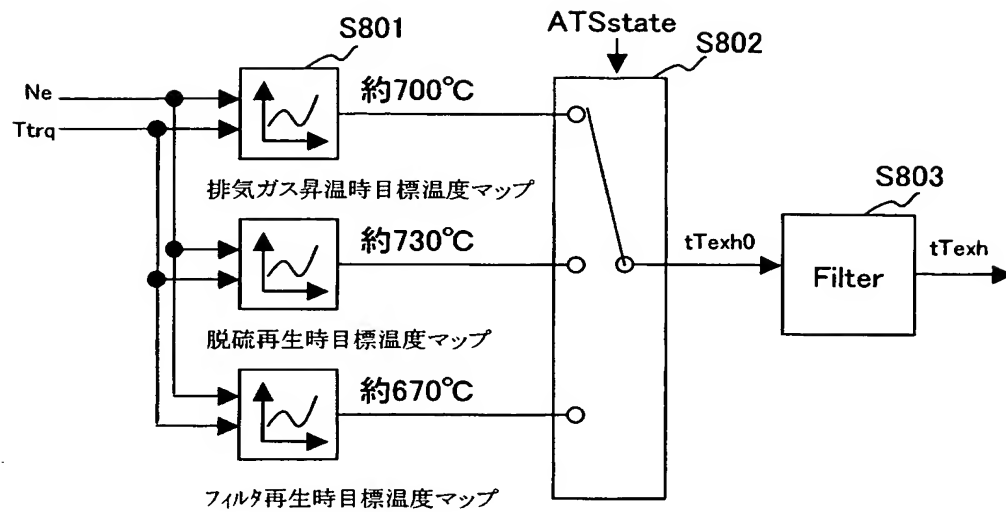 ATSstate
S801
S802
Ne
Ttrq
約700℃
排気ガス昇温時目標温度マップ
S803
約730℃
tTexh0
Filter
tTexh
脱硫再生時目標温度マップ
約670℃
フィルタ再生時目標温度マップ